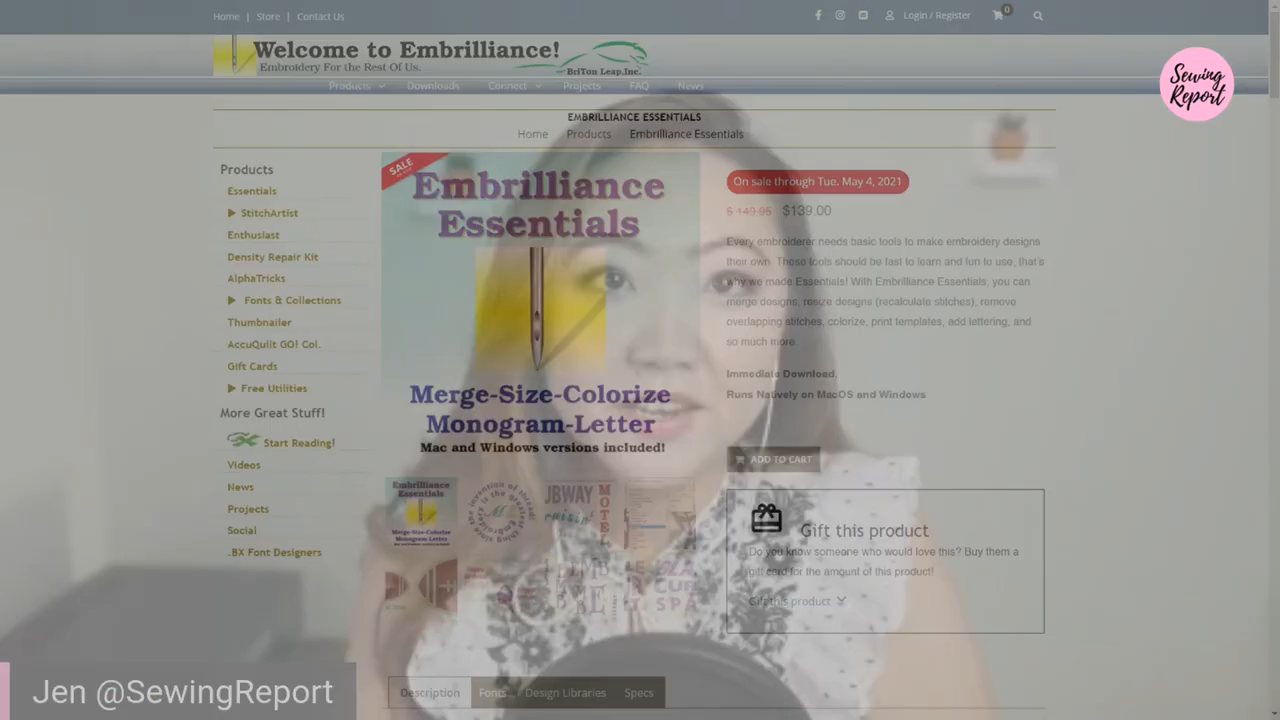 Home | Store | Contact Us
Login / Register
0
Welcome to Embrilliance!
Embroidery For the Rest Of Us.
BriTon Leap, Inc.
Products
Downloads
Connect
Projects
FAQ
News
Sewing
Report
EMBRILLIANCE ESSENTIALS
Home
Products
Embrilliance Essentials
Products
Essentials
StitchArtist
Enthusiast
Density Repair Kit
AlphaTricks
Fonts & Collections
Thumbnailer
AccuQuilt GO! Col.
Gift Cards
Free Utilities
More Great Stuff!
Start Reading!
Videos
News
Projects
Social
.BX Font Designers
SALE
Embrilliance
Essentials
Merge-Size-Colorize
Monogram-Letter
Mac and Windows versions included!
Embrilliance
Essentials
Merge-Size-Colorize
Monogram-Letter
On sale through Tue. May 4, 2021
$ 149.95 $139.00
Every embroiderer needs basic tools to make embroidery designs
their own. These tools should be fast to learn and fun to use, that's
why we made Essentials! With Embrilliance Essentials, you can
merge designs, resize designs (recalculate stitches), remove
overlapping stitches, colorize, print templates, add lettering, and
so much more.
Immediate Download.
Runs Natively on MacOS and Windows
ADD TO CART
Gift this product
Do you know someone who would love this? Buy them a
gift card for the amount of this product!
Gift this product
Description
Fonts
Design Libraries
Specs
Jen @SewingReport